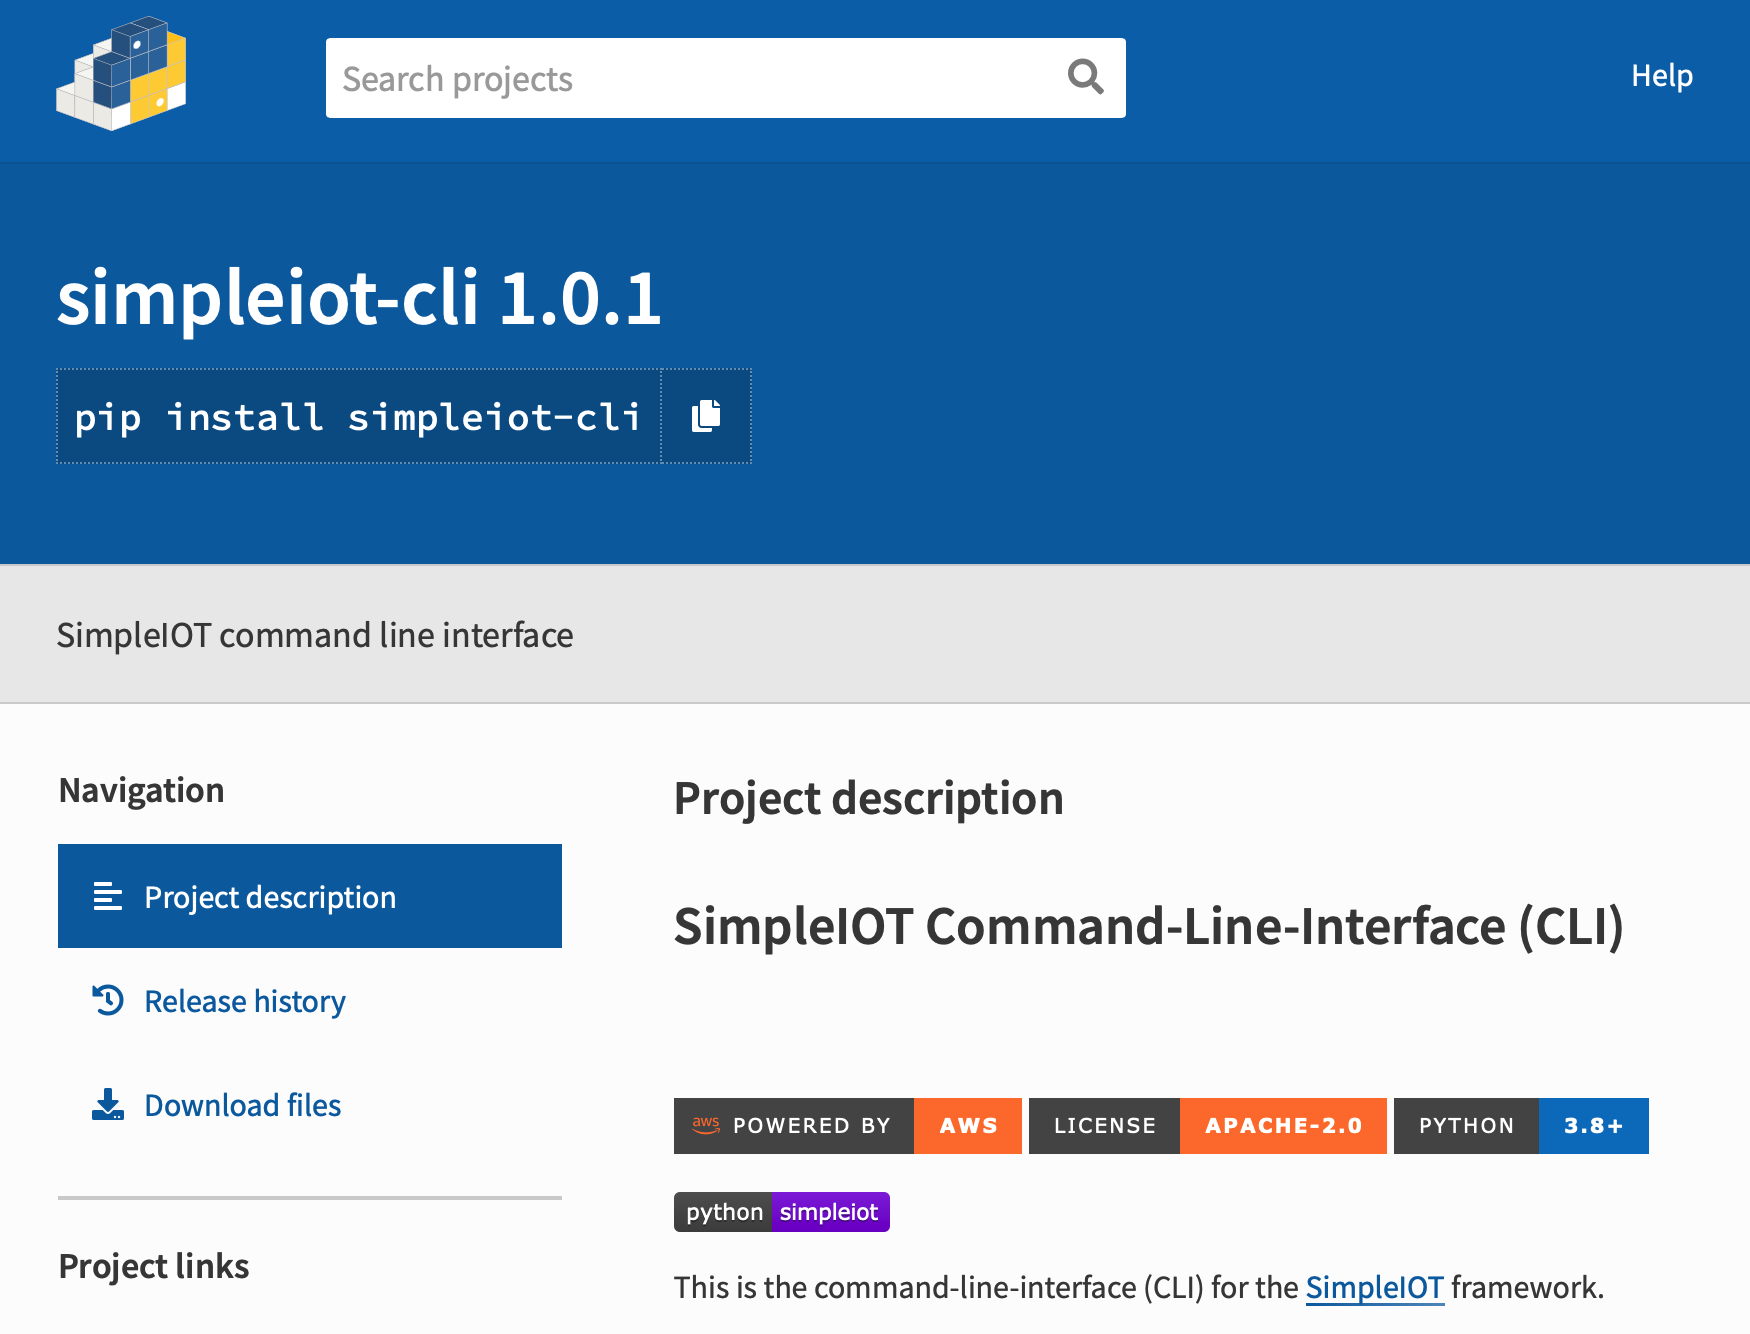 Search projects
Help
simpleiot-cli 1.0.1
pip install simpleiot-cli
SimpleIOT command line interface
Navigation
Project description
Release history
Download files
Project links
Project description
SimpleIOT Command-Line-Interface (CLI)
aws POWERED BY AWS LICENSE APACHE-2.0 PYTHON 3.8+
python simpleiot
This is the command-line-interface (CLI) for the SimpleIOT framework.